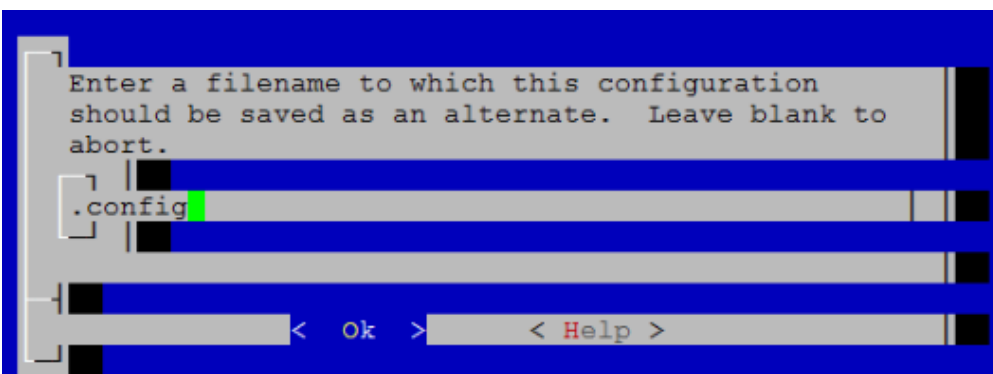 Enter a filename to which this configuration
should be saved as an alternate.  Leave blank to
abort.
.config
<  Ok  >      < Help >